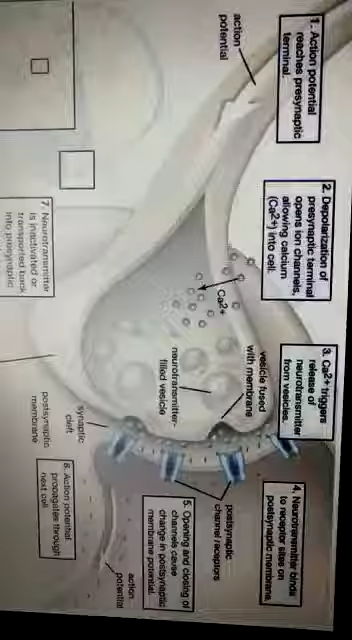 1. Action potential
reaches presynaptic
terminal.
action
potential
2. Depolarization of
presynaptic terminal
opens ion channels,
allowing calcium
(Ca2+) into cell.
Ca2+
3. Ca2+ triggers
release of
neurotransmitter
from vesicles.
vesicle fused
with membrane
neurotransmitter-
filled vesicle
4. Neurotransmitter binds
to receptor sites on
postsynaptic membrane.
postsynaptic
channel receptors
5. Opening and closing of
channels cause
change in postsynaptic
membrane potential.
synaptic
cleft
postsynaptic
membrane
action
potential
6. Action potential
propagates through
next cell.
7. Neurotransmitter
is inactivated or
transported back
into presynaptic